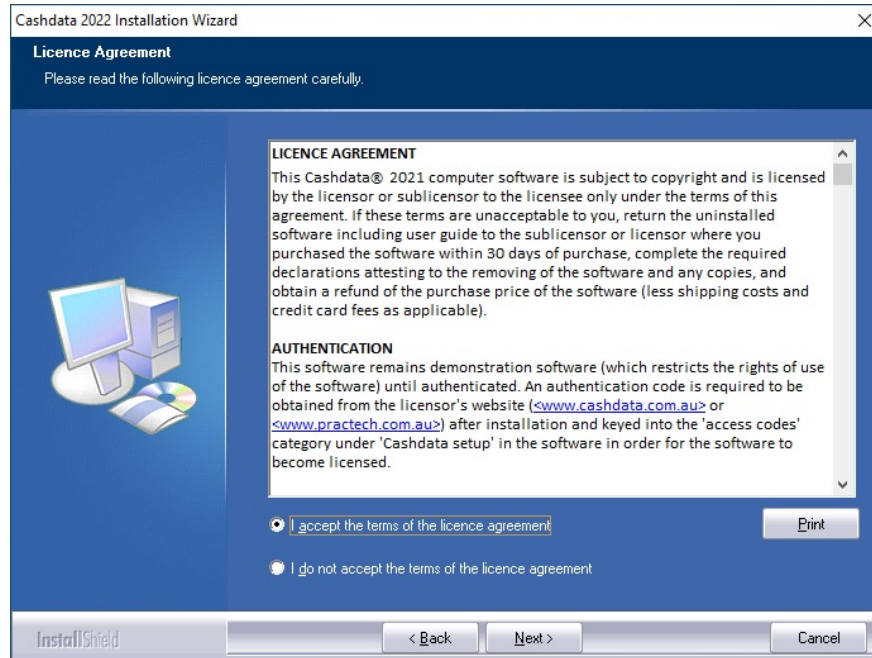 Cashdata 2022 Installation Wizard
Licence Agreement
Please read the following licence agreement carefully.
LICENCE AGREEMENT
This Cashdata® 2021 computer software is subject to copyright and is licensed
by the licensor or sublicensor to the licensee only under the terms of this
agreement. If these terms are unacceptable to you, return the uninstalled
software including user guide to the sublicensor or licensor where you
purchased the software within 30 days of purchase, complete the required
declarations attesting to the removing of the software and any copies, and
obtain a refund of the purchase price of the software (less shipping costs and
credit card fees as applicable).
AUTHENTICATION
This software remains demonstration software (which restricts the rights of use
of the software) until authenticated. An authentication code is required to be
obtained from the licensor's website (<www.cashdata.com.au> or
<www.practech.com.au>) after installation and keyed into the 'access codes'
category under 'Cashdata setup' in the software in order for the software to
become licensed.
I accept the terms of the licence agreement
Print
I do not accept the terms of the licence agreement
InstallShield
< Back
Next >
Cancel